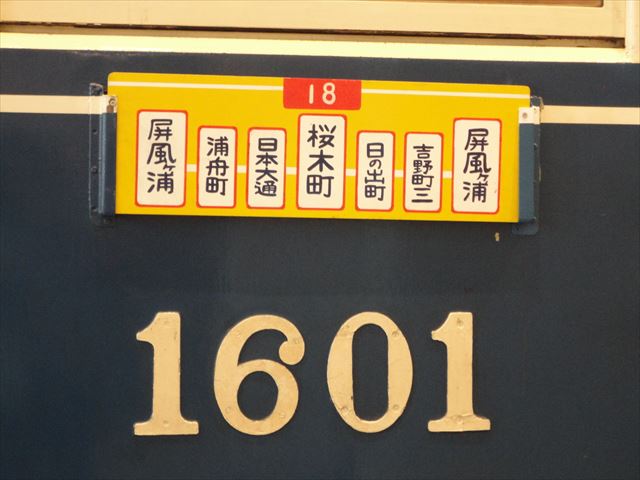 18
屏風ヶ浦
浦舟町
日本大通
桜木町
日の出町
吉野町三
屏風ヶ浦
1601